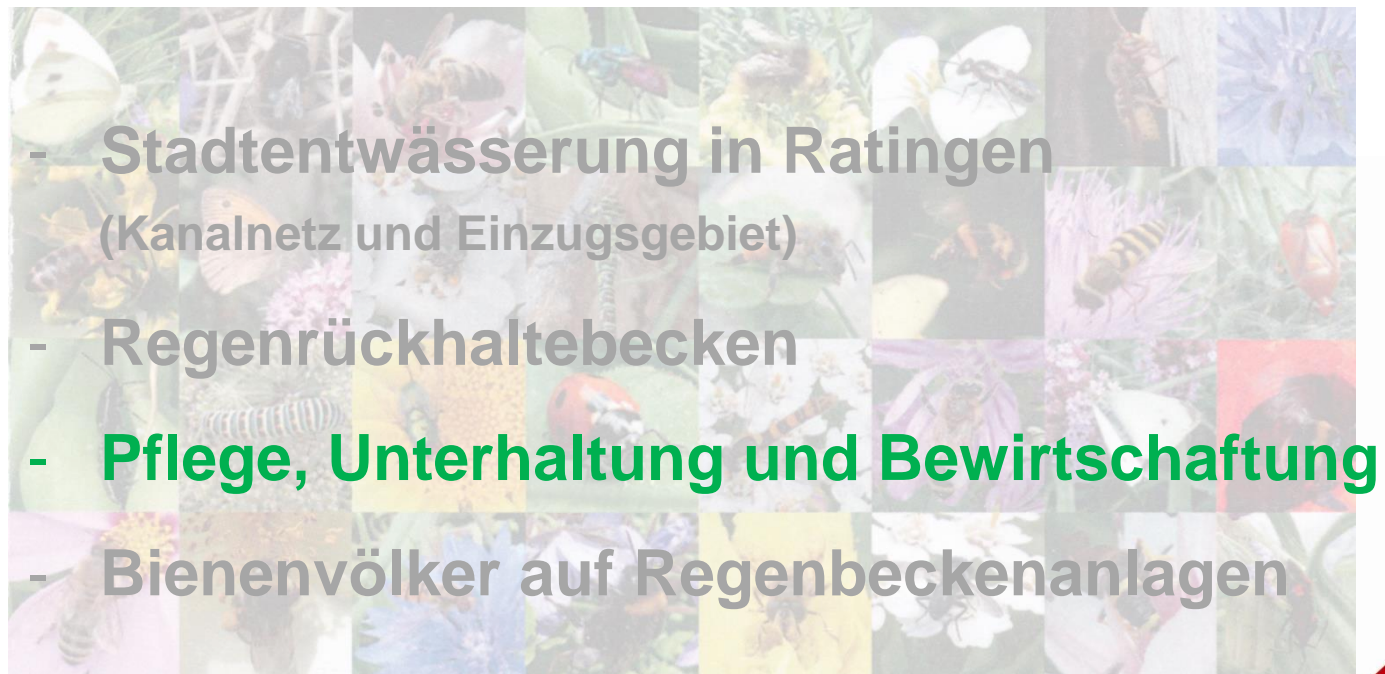 - Stadtentwässerung in Ratingen
(Kanalnetz und Einzugsgebiet)
- Regenrückhaltebecken
- Pflege, Unterhaltung und Bewirtschaftung
- Bienenvölker auf Regenbeckenanlagen